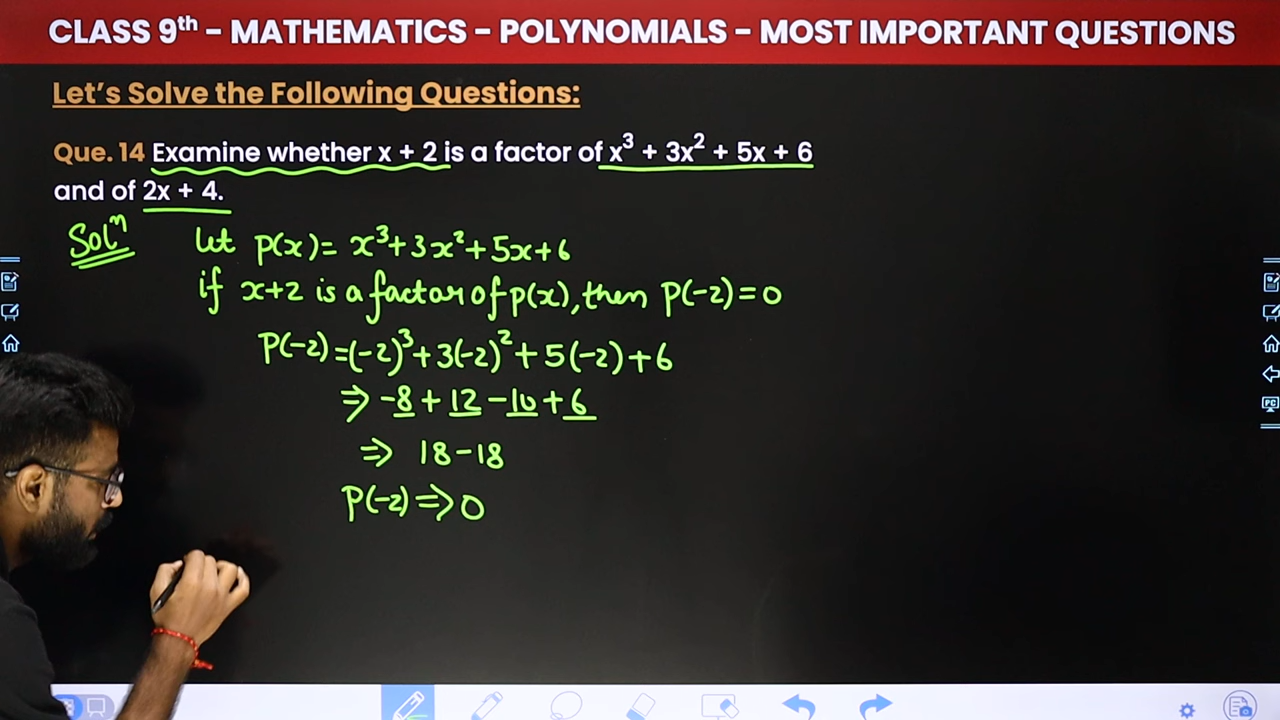 CLASS 9th - MATHEMATICS - POLYNOMIALS - MOST IMPORTANT QUESTIONS
Let's Solve the Following Questions:
Que. 14 Examine whether x + 2 is a factor of x³ + 3x² + 5x + 6
and of 2x + 4.
Solⁿ
Let p(x) = x³+3x²+5x+6
if x+2 is a factor of p(x), then p(-2)=0
P(-2)=(-2)³+3(-2)²+5(-2)+6
⇒ -8+12-10+6
⇒ 18-18
P(-2) ⇒ 0
PC